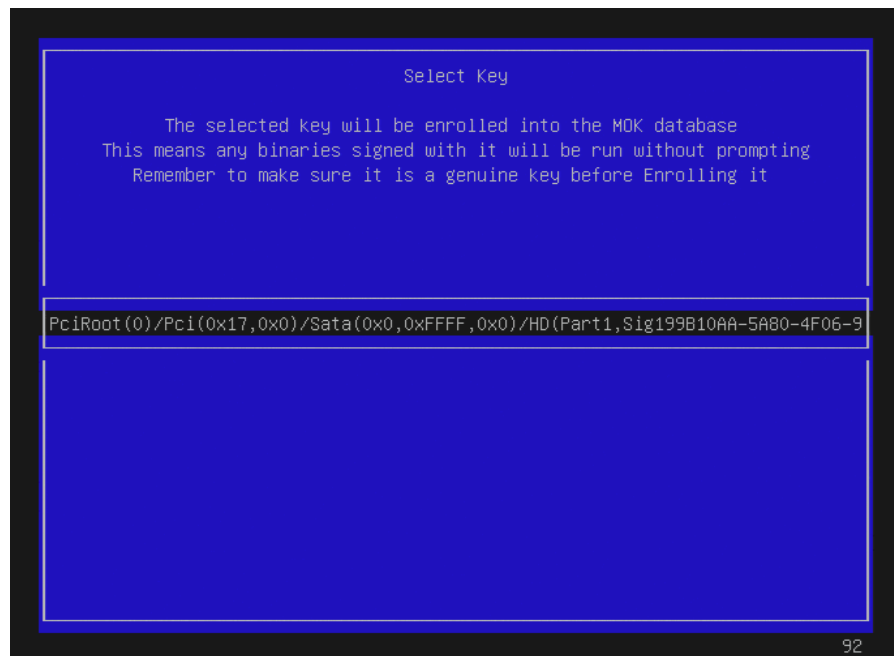 Select Key
The selected key will be enrolled into the MOK database
This means any binaries signed with it will be run without prompting
Remember to make sure it is a genuine key before Enrolling it
PciRoot(0)/Pci(0x17,0x0)/Sata(0x0,0xFFFF,0x0)/HD(Part1,Sig199B10AA-5A80-4F06-9
92